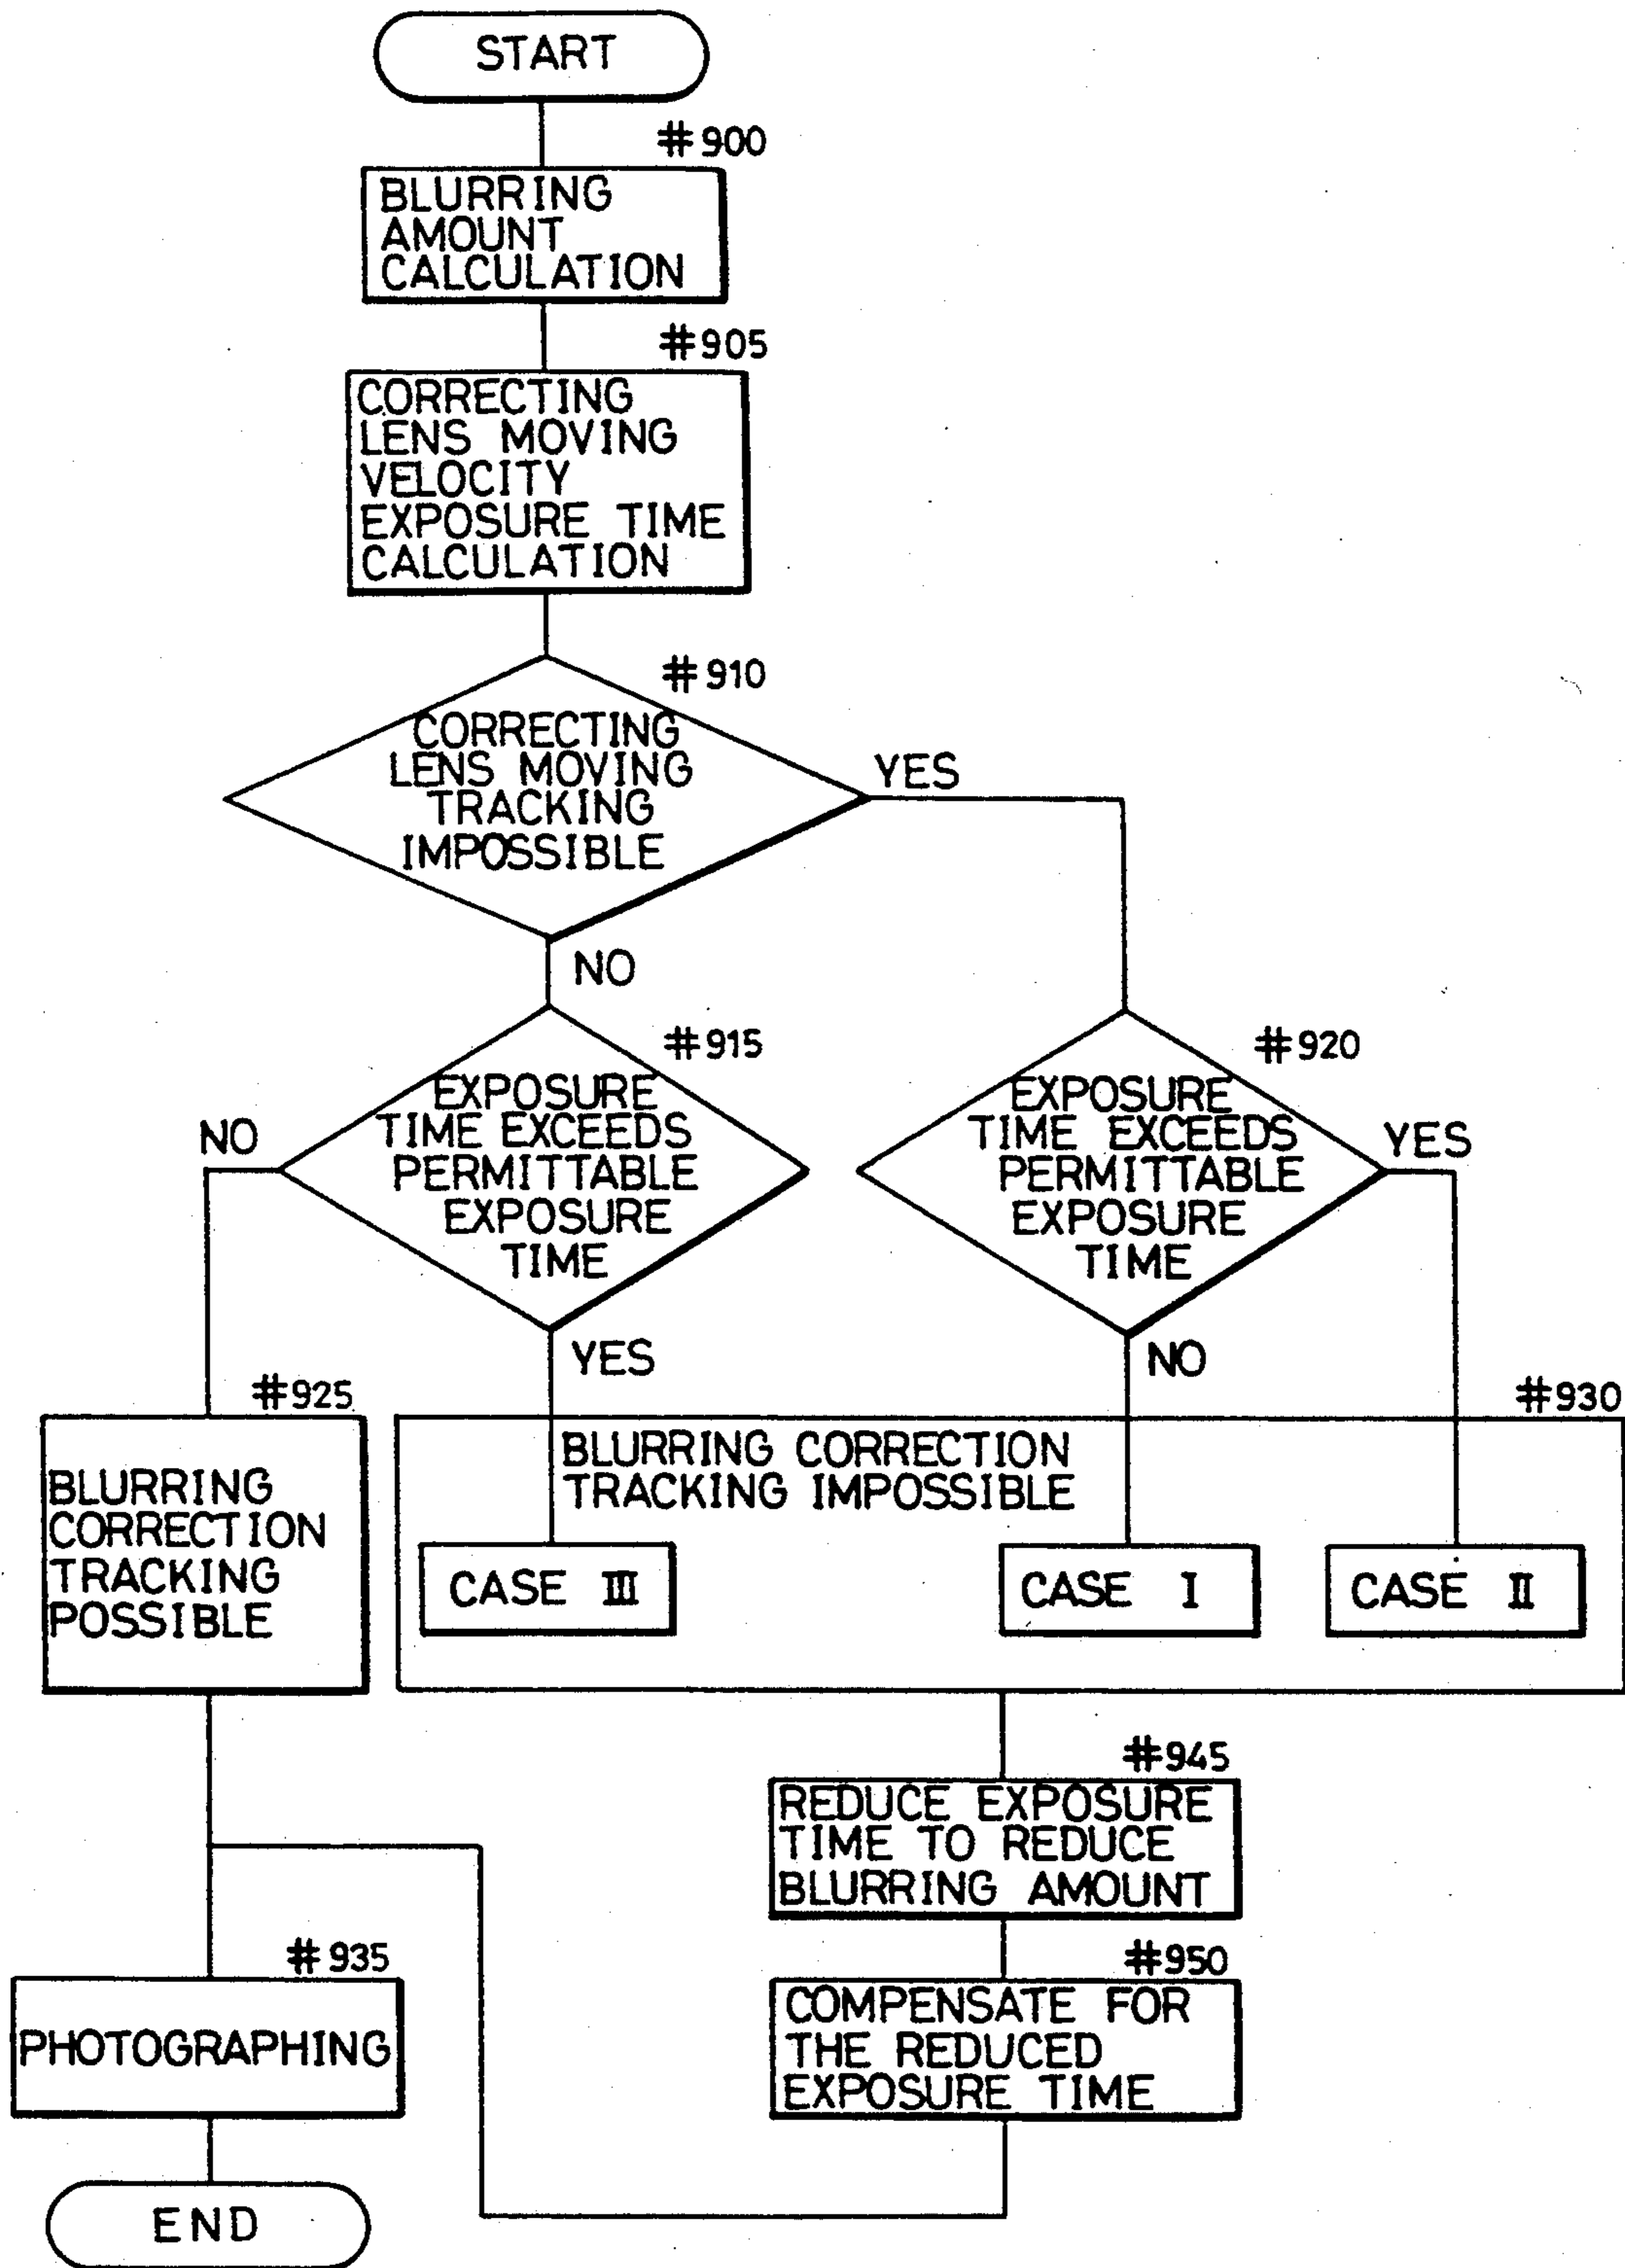 START
#900
BLURRING
AMOUNT
CALCULATION
#905
CORRECTING
LENS MOVING
VELOCITY
EXPOSURE TIME
CALCULATION
#910
CORRECTING
LENS MOVING
TRACKING
IMPOSSIBLE
YES
NO
#915
EXPOSURE
TIME EXCEEDS
PERMITTABLE
EXPOSURE
TIME
NO
YES
#920
EXPOSURE
TIME EXCEEDS
PERMITTABLE
EXPOSURE
TIME
YES
NO
#925
BLURRING
CORRECTION
TRACKING
POSSIBLE
#930
BLURRING CORRECTION
TRACKING IMPOSSIBLE
CASE III
CASE I
CASE II
#945
REDUCE EXPOSURE
TIME TO REDUCE
BLURRING AMOUNT
#950
COMPENSATE FOR
THE REDUCED
EXPOSURE TIME
#935
PHOTOGRAPHING
END